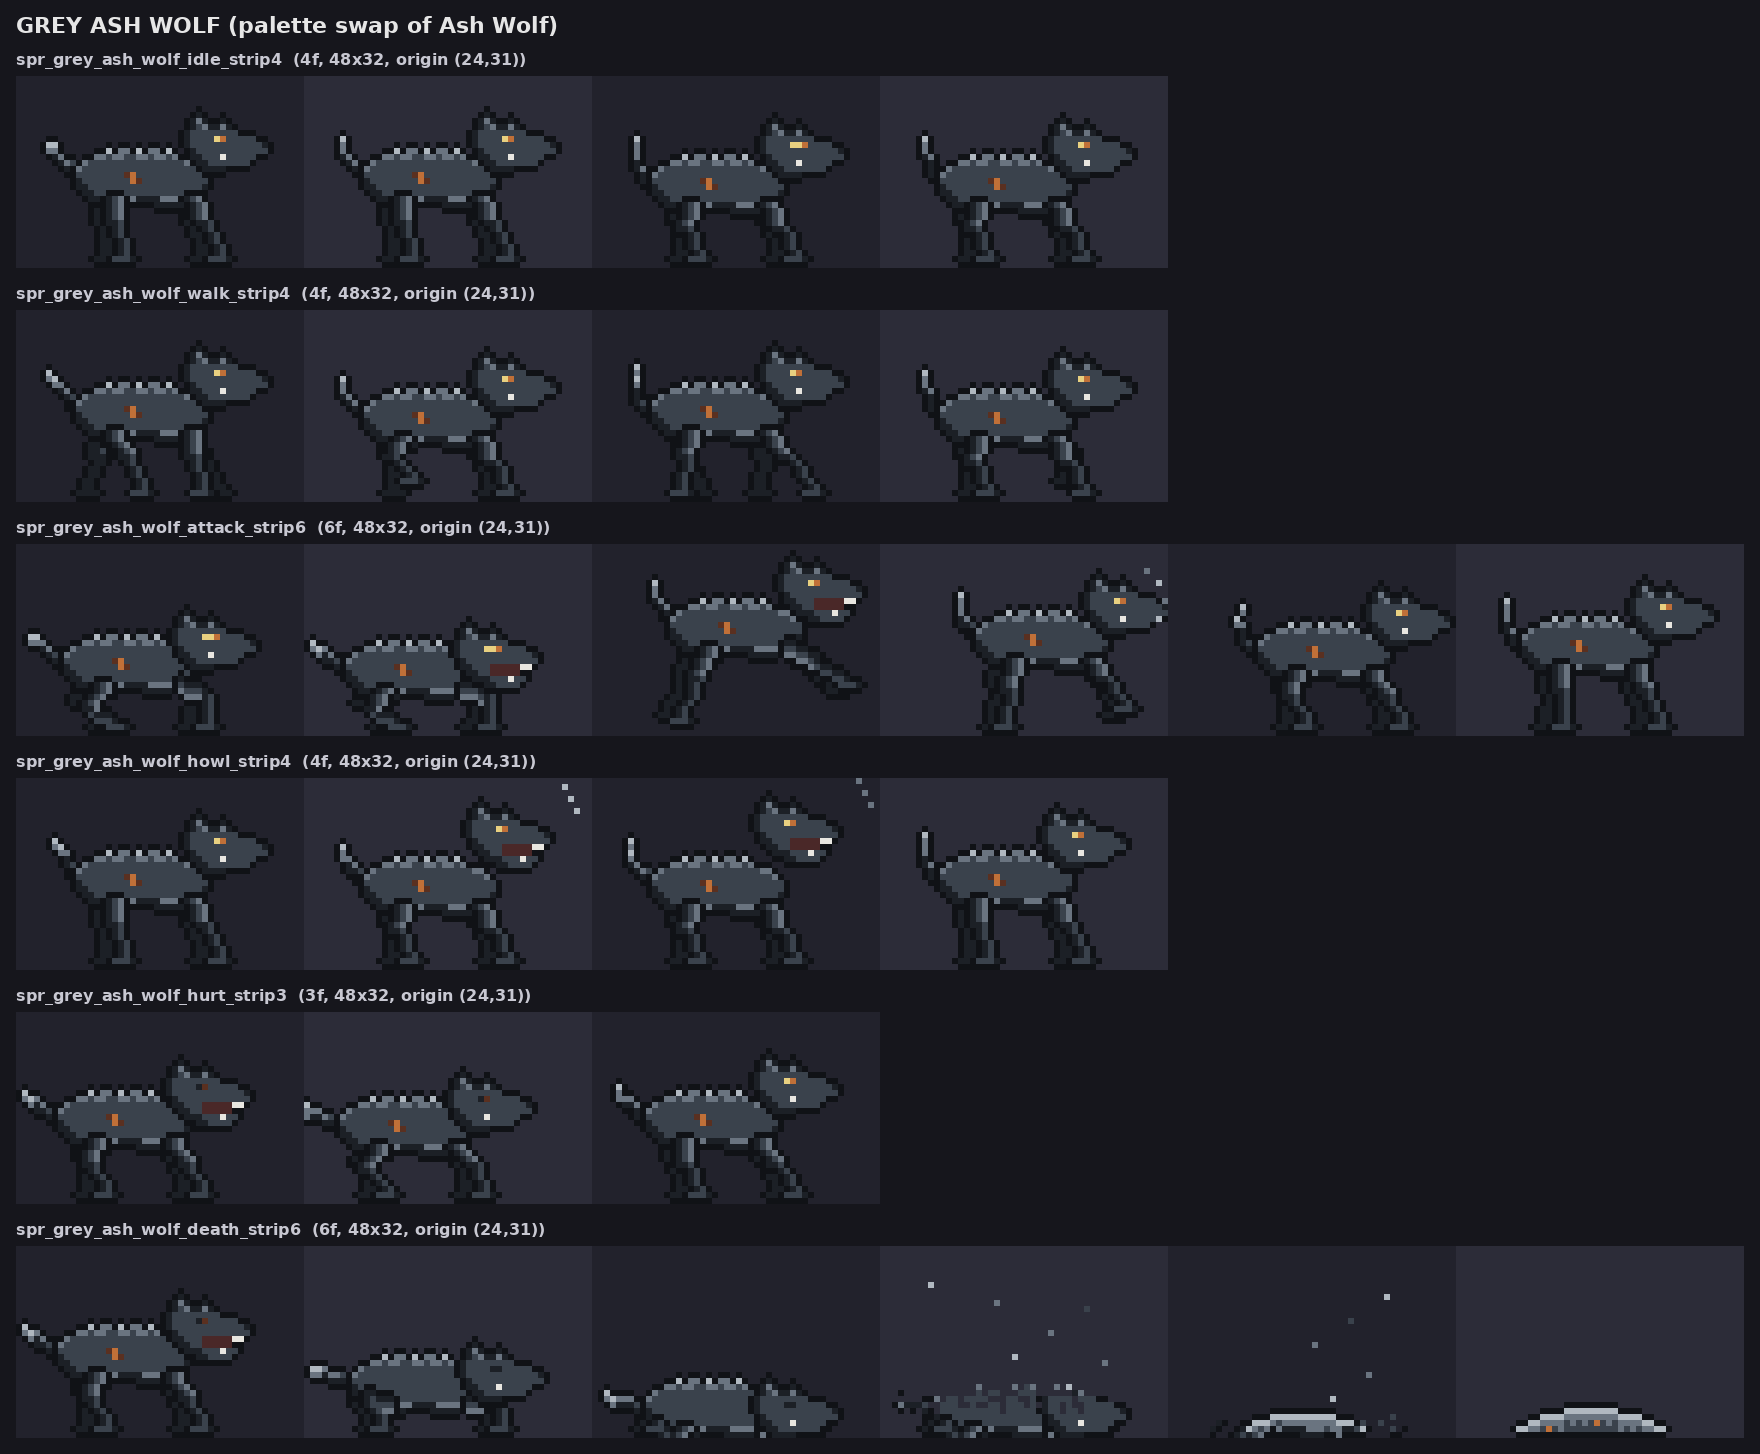 GREY ASH WOLF (palette swap of Ash Wolf)
spr_grey_ash_wolf_idle_strip4 (4f, 48x32, origin (24,31))
spr_grey_ash_wolf_walk_strip4 (4f, 48x32, origin (24,31))
spr_grey_ash_wolf_attack_strip6 (6f, 48x32, origin (24,31))
spr_grey_ash_wolf_howl_strip4 (4f, 48x32, origin (24,31))
spr_grey_ash_wolf_hurt_strip3 (3f, 48x32, origin (24,31))
spr_grey_ash_wolf_death_strip6 (6f, 48x32, origin (24,31))